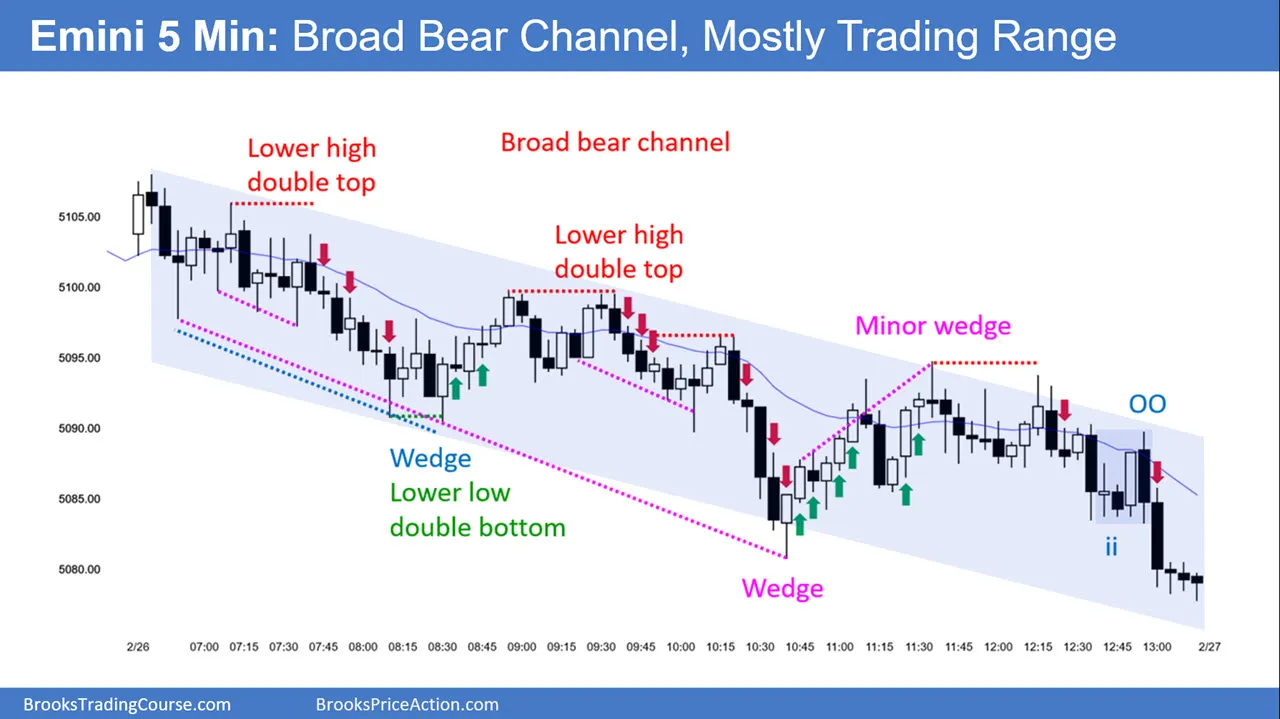 Emini 5 Min: Broad Bear Channel, Mostly Trading Range
Lower high
double top
Broad bear channel
Lower high
double top
Minor wedge
OO
5105.00
5100.00
5095.00
5090.00
5085.00
5080.00
Wedge
Lower low
double bottom
ii
Wedge
2/26 07:00 07:15 07:30 07:45 08:00 08:15 08:30 08:45 09:00 09:15 09:30 09:45 10:00 10:15 10:30 10:45 11:00 11:15 11:30 11:45 12:00 12:15 12:30 12:45 13:00 2/27
BrooksTradingCourse.com BrooksPriceAction.com